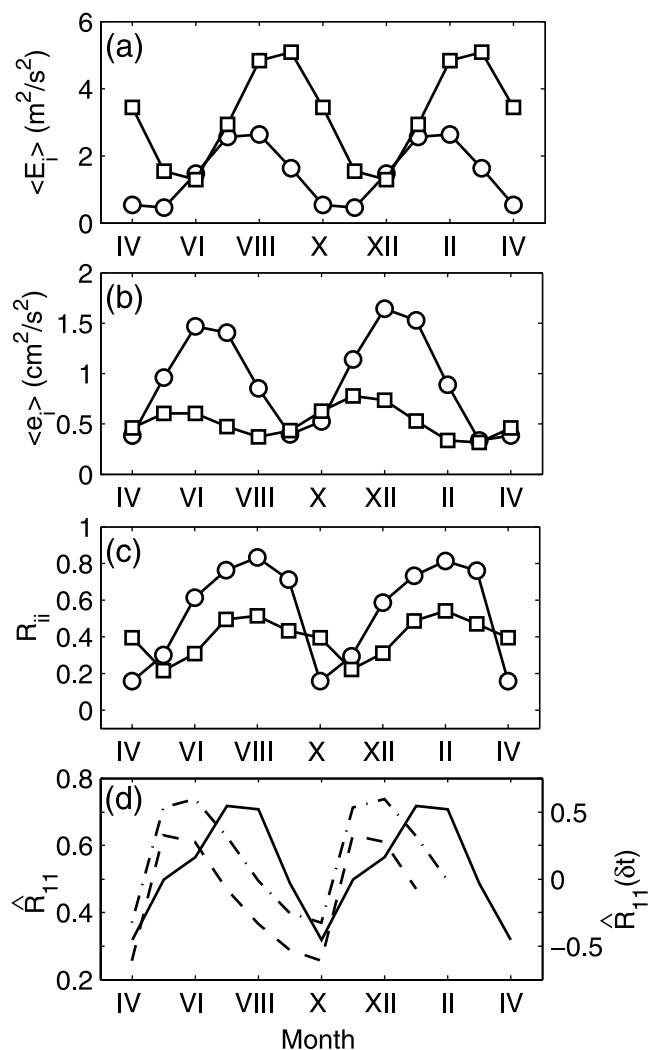 (a)
6
4
2
0
<E_i> (m²/s²)
IV VI VIII X XII II IV
(b)
2
1.5
1
0.5
0
<e_i> (cm²/s²)
IV VI VIII X XII II IV
(c)
1
0.8
0.6
0.4
0.2
0
R_ii
IV VI VIII X XII II IV
(d)
0.8
0.6
0.4
0.2
R̂_11
0.5
0
−0.5
R̂_11(δt)
IV VI VIII X XII II IV
Month